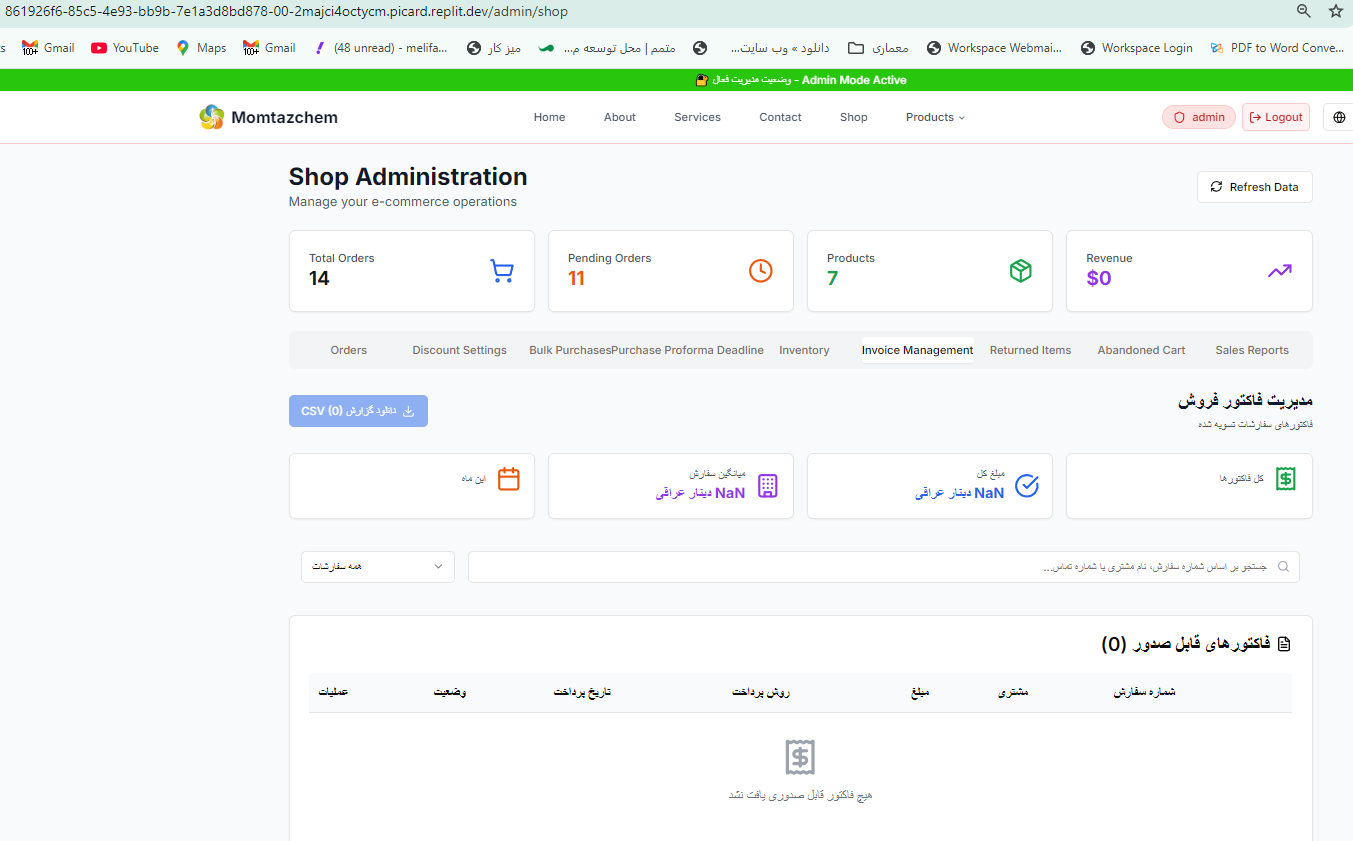 861926f6-85c5-4e93-bb9b-7e1a3d8bd878-00-2majci4octycm.picard.replit.dev/admin/shop
Gmail YouTube Maps Gmail (48 unread) - melifa... میز کار متمم | محل توسعه م... دانلود » وب سایت... معماری Workspace Webmai... Workspace Login PDF to Word Conve...
Admin Mode Active - وضعیت مدیریت فعال
Momtazchem Home About Services Contact Shop Products admin Logout
Shop Administration
Manage your e-commerce operations
Refresh Data
Total Orders
14
Pending Orders
11
Products
7
Revenue
$0
Orders Discount Settings Bulk Purchases Purchase Proforma Deadline Inventory Invoice Management Returned Items Abandoned Cart Sales Reports
مدیریت فاکتور فروش
فاکتورهای سفارشات تسویه شده
دانلود گزارش CSV (0)
کل فاکتورها
مبلغ کل
NaN دینار عراقی
میانگین سفارش
NaN دینار عراقی
این ماه
جستجو بر اساس شماره سفارش، نام مشتری یا شماره تماس...
همه سفارشات
فاکتورهای قابل صدور (0)
شماره سفارش مشتری مبلغ روش پرداخت تاریخ پرداخت وضعیت عملیات
هیچ فاکتور قابل صدوری یافت نشد